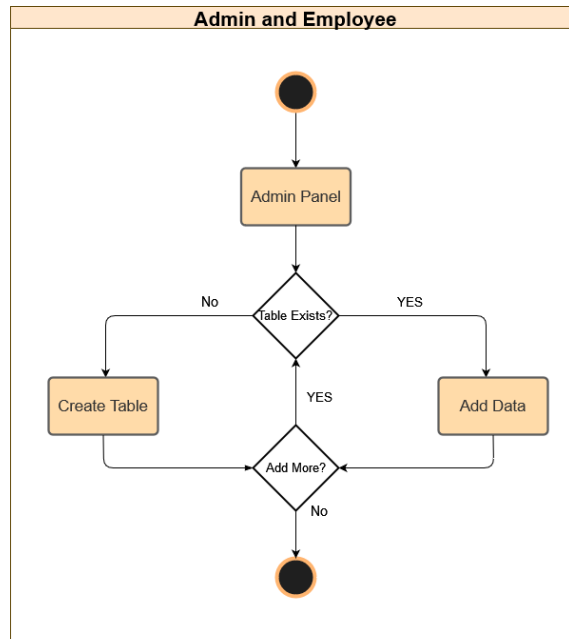 Admin and Employee
Admin Panel
No
Table Exists?
YES
Create Table
YES
Add Data
Add More?
No